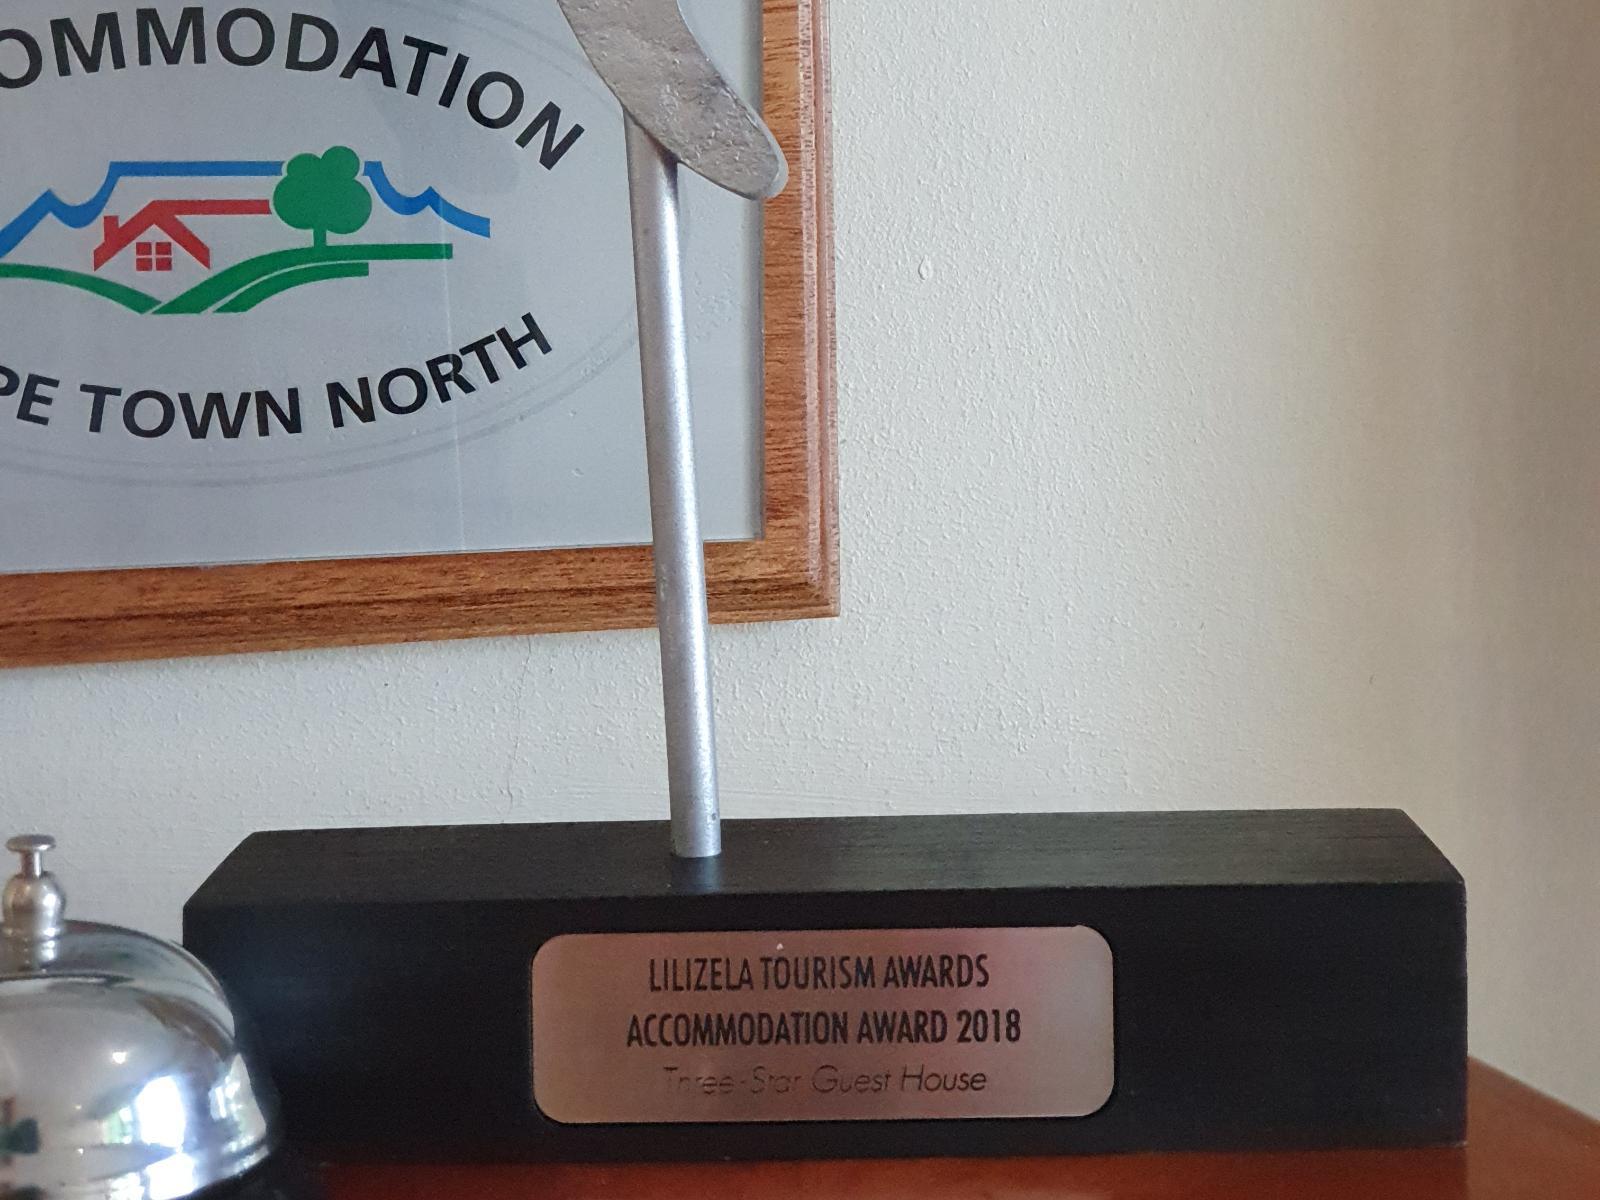 OMMODATION
PE TOWN NORTH
LILIZELA TOURISM AWARDS
ACCOMMODATION AWARD 2018
Three-Star Guest House